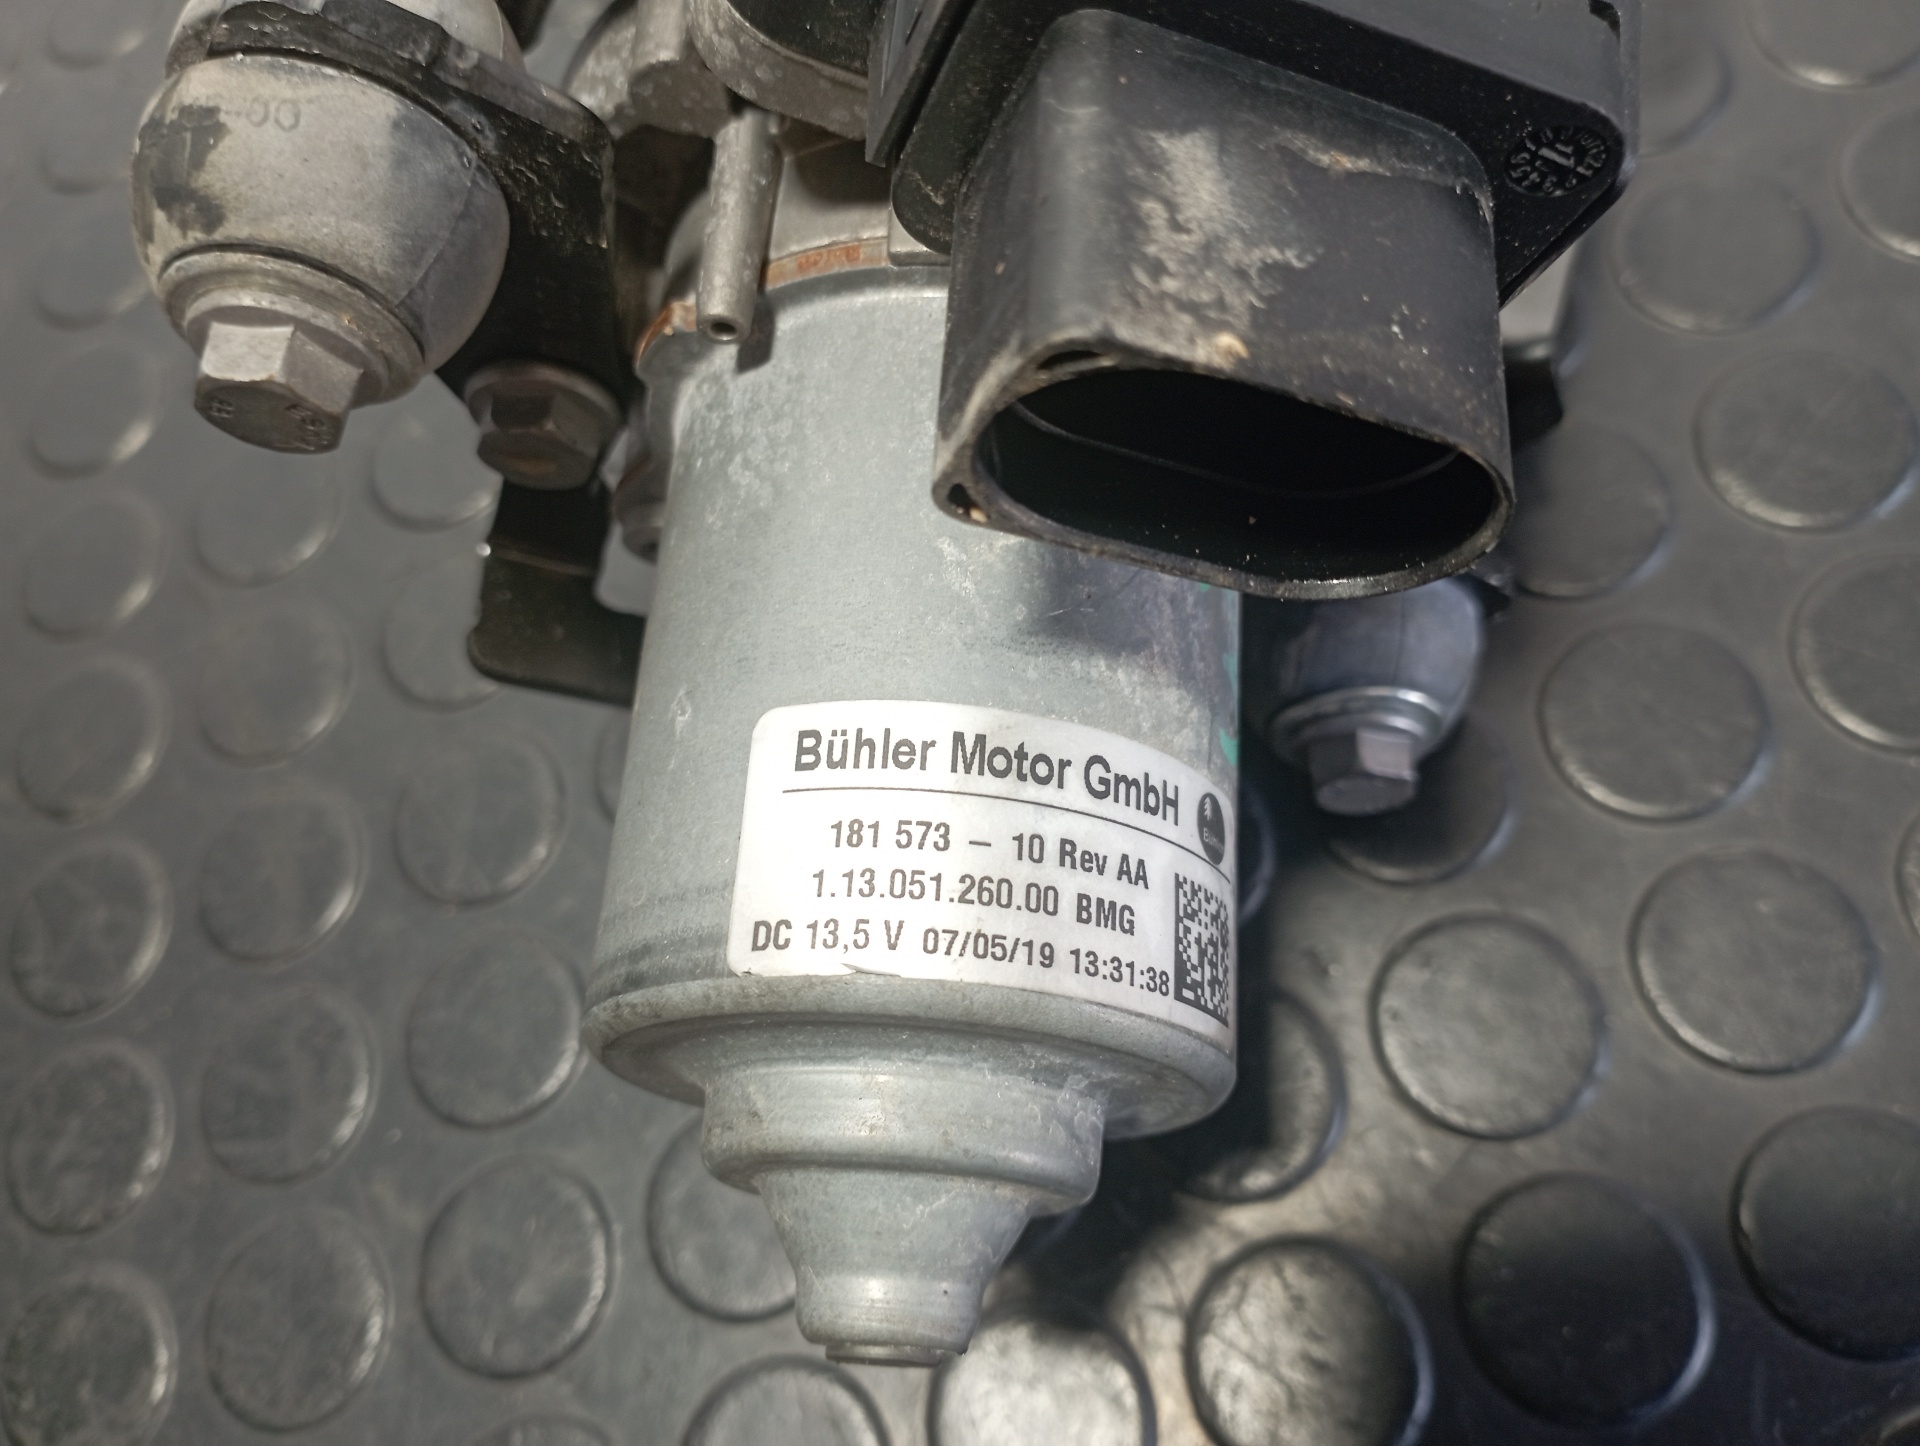 Bühler Motor GmbH
181 573 – 10 Rev AA
1.13.051.260.00 BMG
DC 13,5 V 07/05/19 13:31:38